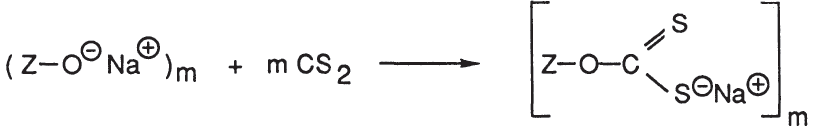 (Z–O⊖ Na⊕)m + m CS2 ⟶ [Z–O–C(=S)S⊖Na⊕]m